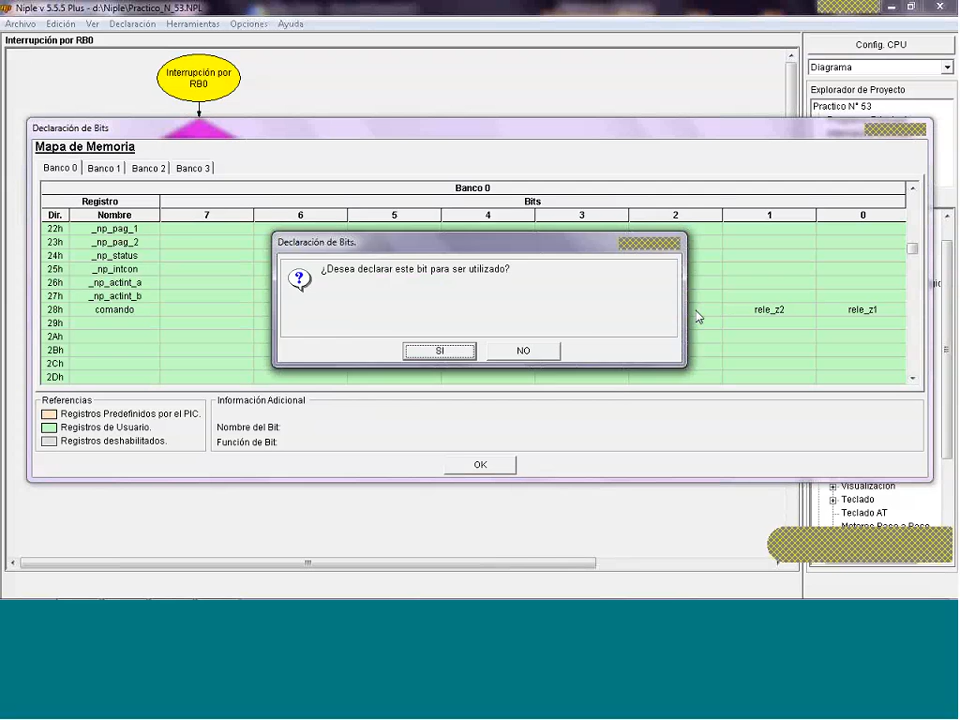 Niple v 5.5.5 Plus - d:\Niple\Practico_N_53.NPL
Archivo Edición Ver Declaración Herramientas Opciones Ayuda
Interrupción por RB0
Config. CPU
Diagrama
Explorador de Proyecto
Practico N° 53
Interrupción por
RB0
Declaración de Bits
Mapa de Memoria
Banco 0 Banco 1 Banco 2 Banco 3
Banco 0
Registro Bits
Dir. Nombre 7 6 5 4 3 2 1 0
22h _np_pag_1
23h _np_pag_2
24h _np_status
25h _np_intcon
26h _np_actint_a
27h _np_actint_b
28h comando rele_z2 rele_z1
29h
2Ah
2Bh
2Ch
2Dh
Declaración de Bits.
¿Desea declarar este bit para ser utilizado?
SI NO
Referencias
Registros Predefinidos por el PIC.
Registros de Usuario.
Registros deshabilitados.
Información Adicional
Nombre del Bit:
Función de Bit:
OK
Visualización
Teclado
Teclado AT
Motores Paso a Paso